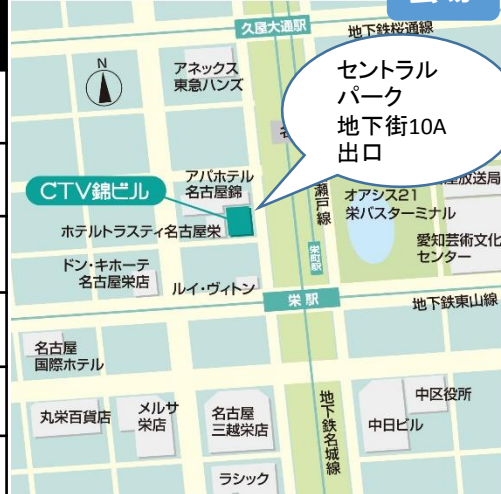 久屋大通駅
地下鉄桜通線
N
アネックス
東急ハンズ
セントラル
パーク
地下街10A
出口
アパホテル
名古屋錦
CTV錦ビル
ホテルトラスティ名古屋栄
瀬戸線
放送局
オアシス21
栄バスターミナル
愛知芸術文化
センター
栄町駅
ドン・キホーテ
名古屋栄店
ルイ・ヴィトン
栄駅
地下鉄東山線
名古屋
国際ホテル
丸栄百貨店
メルサ
栄店
名古屋
三越栄店
地下鉄名城線
中日ビル
中区役所
ラシック